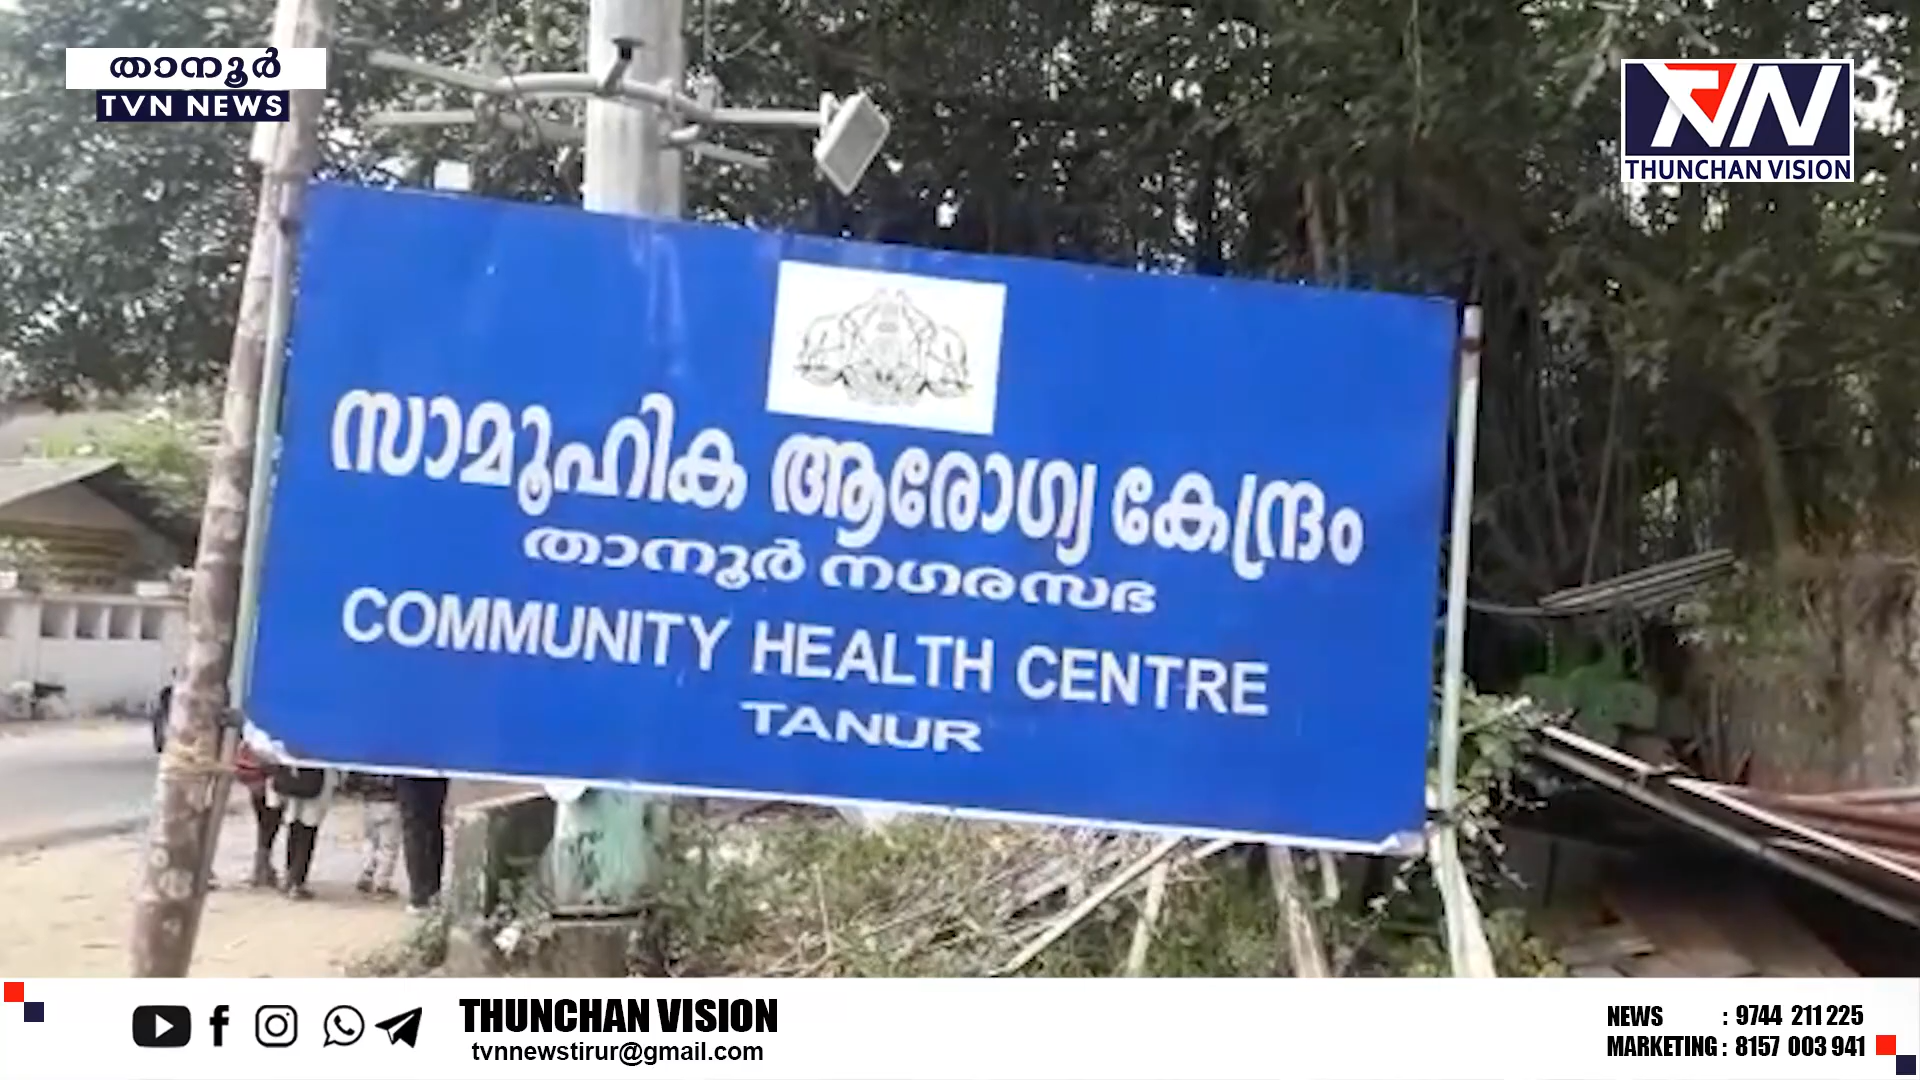 താനൂർ
TVN NEWS
TVN
THUNCHAN VISION
സാമൂഹിക ആരോഗ്യ കേന്ദ്രം
താനൂർ നഗരസഭ
COMMUNITY HEALTH CENTRE
TANUR
THUNCHAN VISION
tvnnewstirur@gmail.com
NEWS : 9744 211 225
MARKETING : 8157 003 941